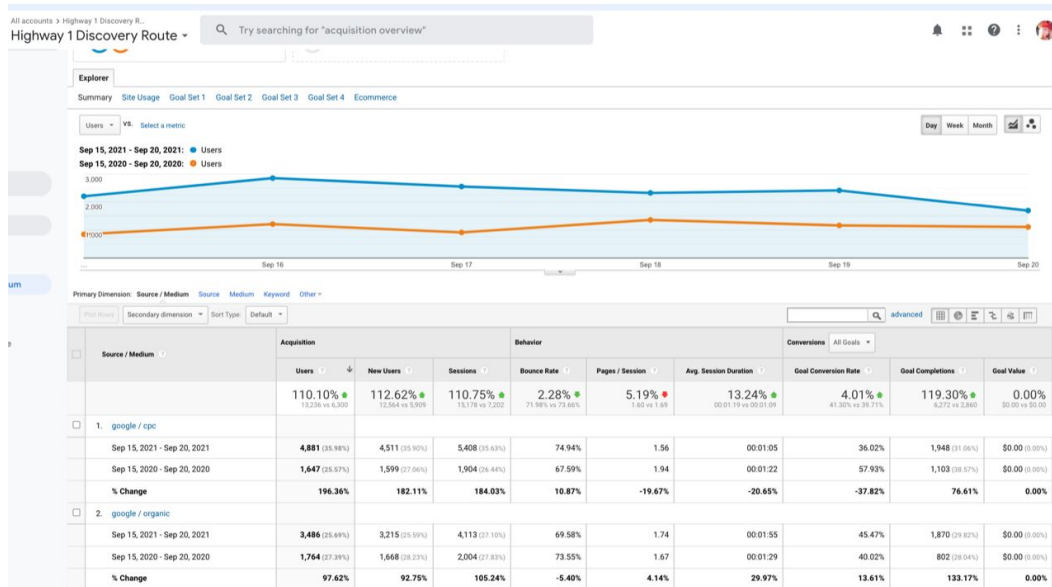 All accounts > Highway 1 Discovery R...
Highway 1 Discovery Route
Try searching for "acquisition overview"
Explorer
Summary Site Usage Goal Set 1 Goal Set 2 Goal Set 3 Goal Set 4 Ecommerce
Users VS. Select a metric Day Week Month
Sep 15, 2021 - Sep 20, 2021: Users
Sep 15, 2020 - Sep 20, 2020: Users
3,000
2,000
1,000
... Sep 16 Sep 17 Sep 18 Sep 19 Sep 20
um
Primary Dimension: Source / Medium Source Medium Keyword Other
Plot Rows Secondary dimension Sort Type: Default advanced
Source / Medium ? Acquisition Behavior Conversions All Goals
Users ? New Users ? Sessions ? Bounce Rate ? Pages / Session ? Avg. Session Duration ? Goal Conversion Rate ? Goal Completions ? Goal Value ?
110.10% 112.62% 110.75% 2.28% 5.19% 13.24% 4.01% 119.30% 0.00%
13,236 vs 6,300 12,564 vs 5,909 15,178 vs 7,202 71.98% vs 73.66% 1.60 vs 1.69 00:01:19 vs 00:01:09 41.30% vs 39.71% 6,272 vs 2,860 $0.00 vs $0.00
1. google / cpc
Sep 15, 2021 - Sep 20, 2021 4,881 (35.98%) 4,511 (35.90%) 5,408 (35.63%) 74.94% 1.56 00:01:05 36.02% 1,948 (31.06%) $0.00 (0.00%)
Sep 15, 2020 - Sep 20, 2020 1,647 (25.57%) 1,599 (27.06%) 1,904 (26.44%) 67.59% 1.94 00:01:22 57.93% 1,103 (38.57%) $0.00 (0.00%)
% Change 196.36% 182.11% 184.03% 10.87% -19.67% -20.65% -37.82% 76.61% 0.00%
2. google / organic
Sep 15, 2021 - Sep 20, 2021 3,486 (25.69%) 3,215 (25.59%) 4,113 (27.10%) 69.58% 1.74 00:01:55 45.47% 1,870 (29.82%) $0.00 (0.00%)
Sep 15, 2020 - Sep 20, 2020 1,764 (27.39%) 1,668 (28.23%) 2,004 (27.83%) 73.55% 1.67 00:01:29 40.02% 802 (28.04%) $0.00 (0.00%)
% Change 97.62% 92.75% 105.24% -5.40% 4.14% 29.97% 13.61% 133.17% 0.00%